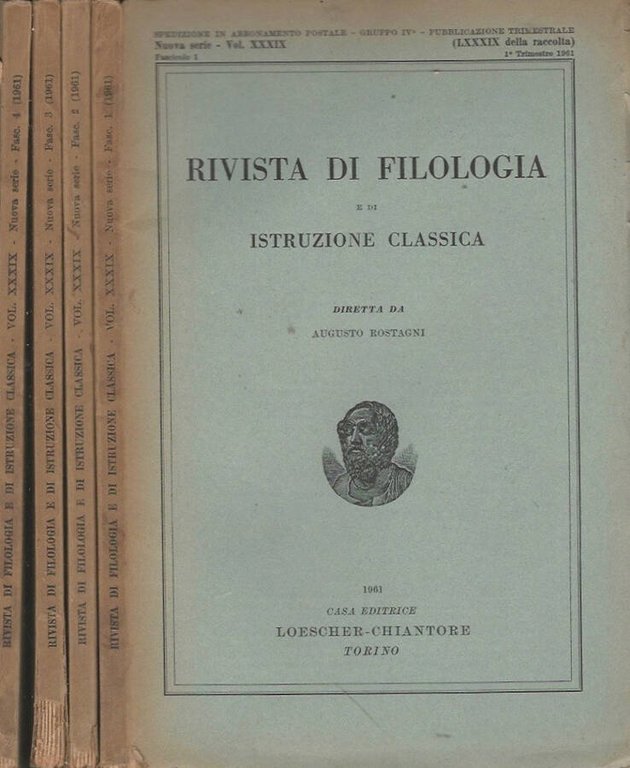 SPEDIZIONE IN ABBONAMENTO POSTALE - GRUPPO IV° - PUBBLICAZIONE TRIMESTRALE
Nuova serie - Vol. XXXIX (LXXXIX della raccolta)
Fascicolo 1 1° Trimestre 1961
RIVISTA DI FILOLOGIA
E DI
ISTRUZIONE CLASSICA
DIRETTA DA
AUGUSTO ROSTAGNI
1961
CASA EDITRICE
LOESCHER-CHIANTORE
TORINO
RIVISTA DI FILOLOGIA E DI ISTRUZIONE CLASSICA - VOL. XXXIX - Nuova serie - Fasc. 4 (1961)
RIVISTA DI FILOLOGIA E DI ISTRUZIONE CLASSICA - VOL. XXXIX - Nuova serie - Fasc. 3 (1961)
RIVISTA DI FILOLOGIA E DI ISTRUZIONE CLASSICA - VOL. XXXIX - Nuova serie - Fasc. 2 (1961)
RIVISTA DI FILOLOGIA E DI ISTRUZIONE CLASSICA - VOL. XXXIX - Nuova serie - Fasc. 1 (1961)